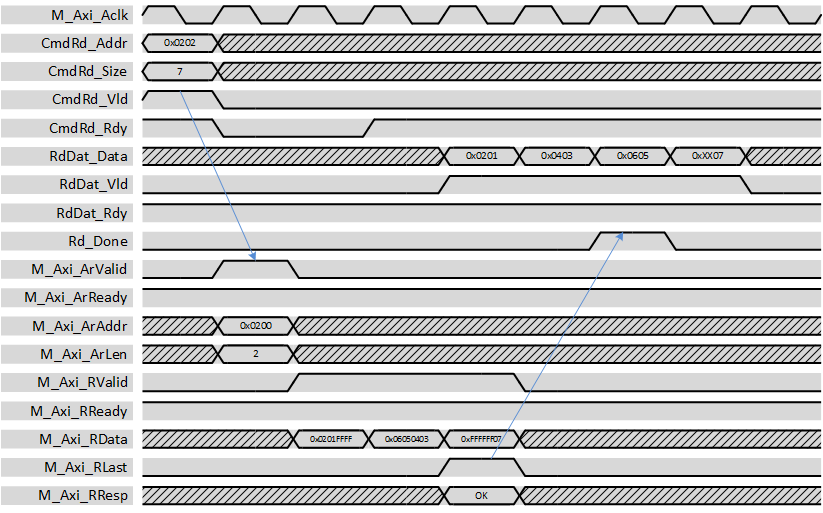 M_Axi_Aclk
CmdRd_Addr 0x0202
CmdRd_Size 7
CmdRd_Vld
CmdRd_Rdy
RdDat_Data 0x0201 0x0403 0x0605 0xXX07
RdDat_Vld
RdDat_Rdy
Rd_Done
M_Axi_ArValid
M_Axi_ArReady
M_Axi_ArAddr 0x0200
M_Axi_ArLen 2
M_Axi_RValid
M_Axi_RReady
M_Axi_RData 0x0201FFFF 0x06050403 0xFFFFFF07
M_Axi_RLast
M_Axi_RResp OK